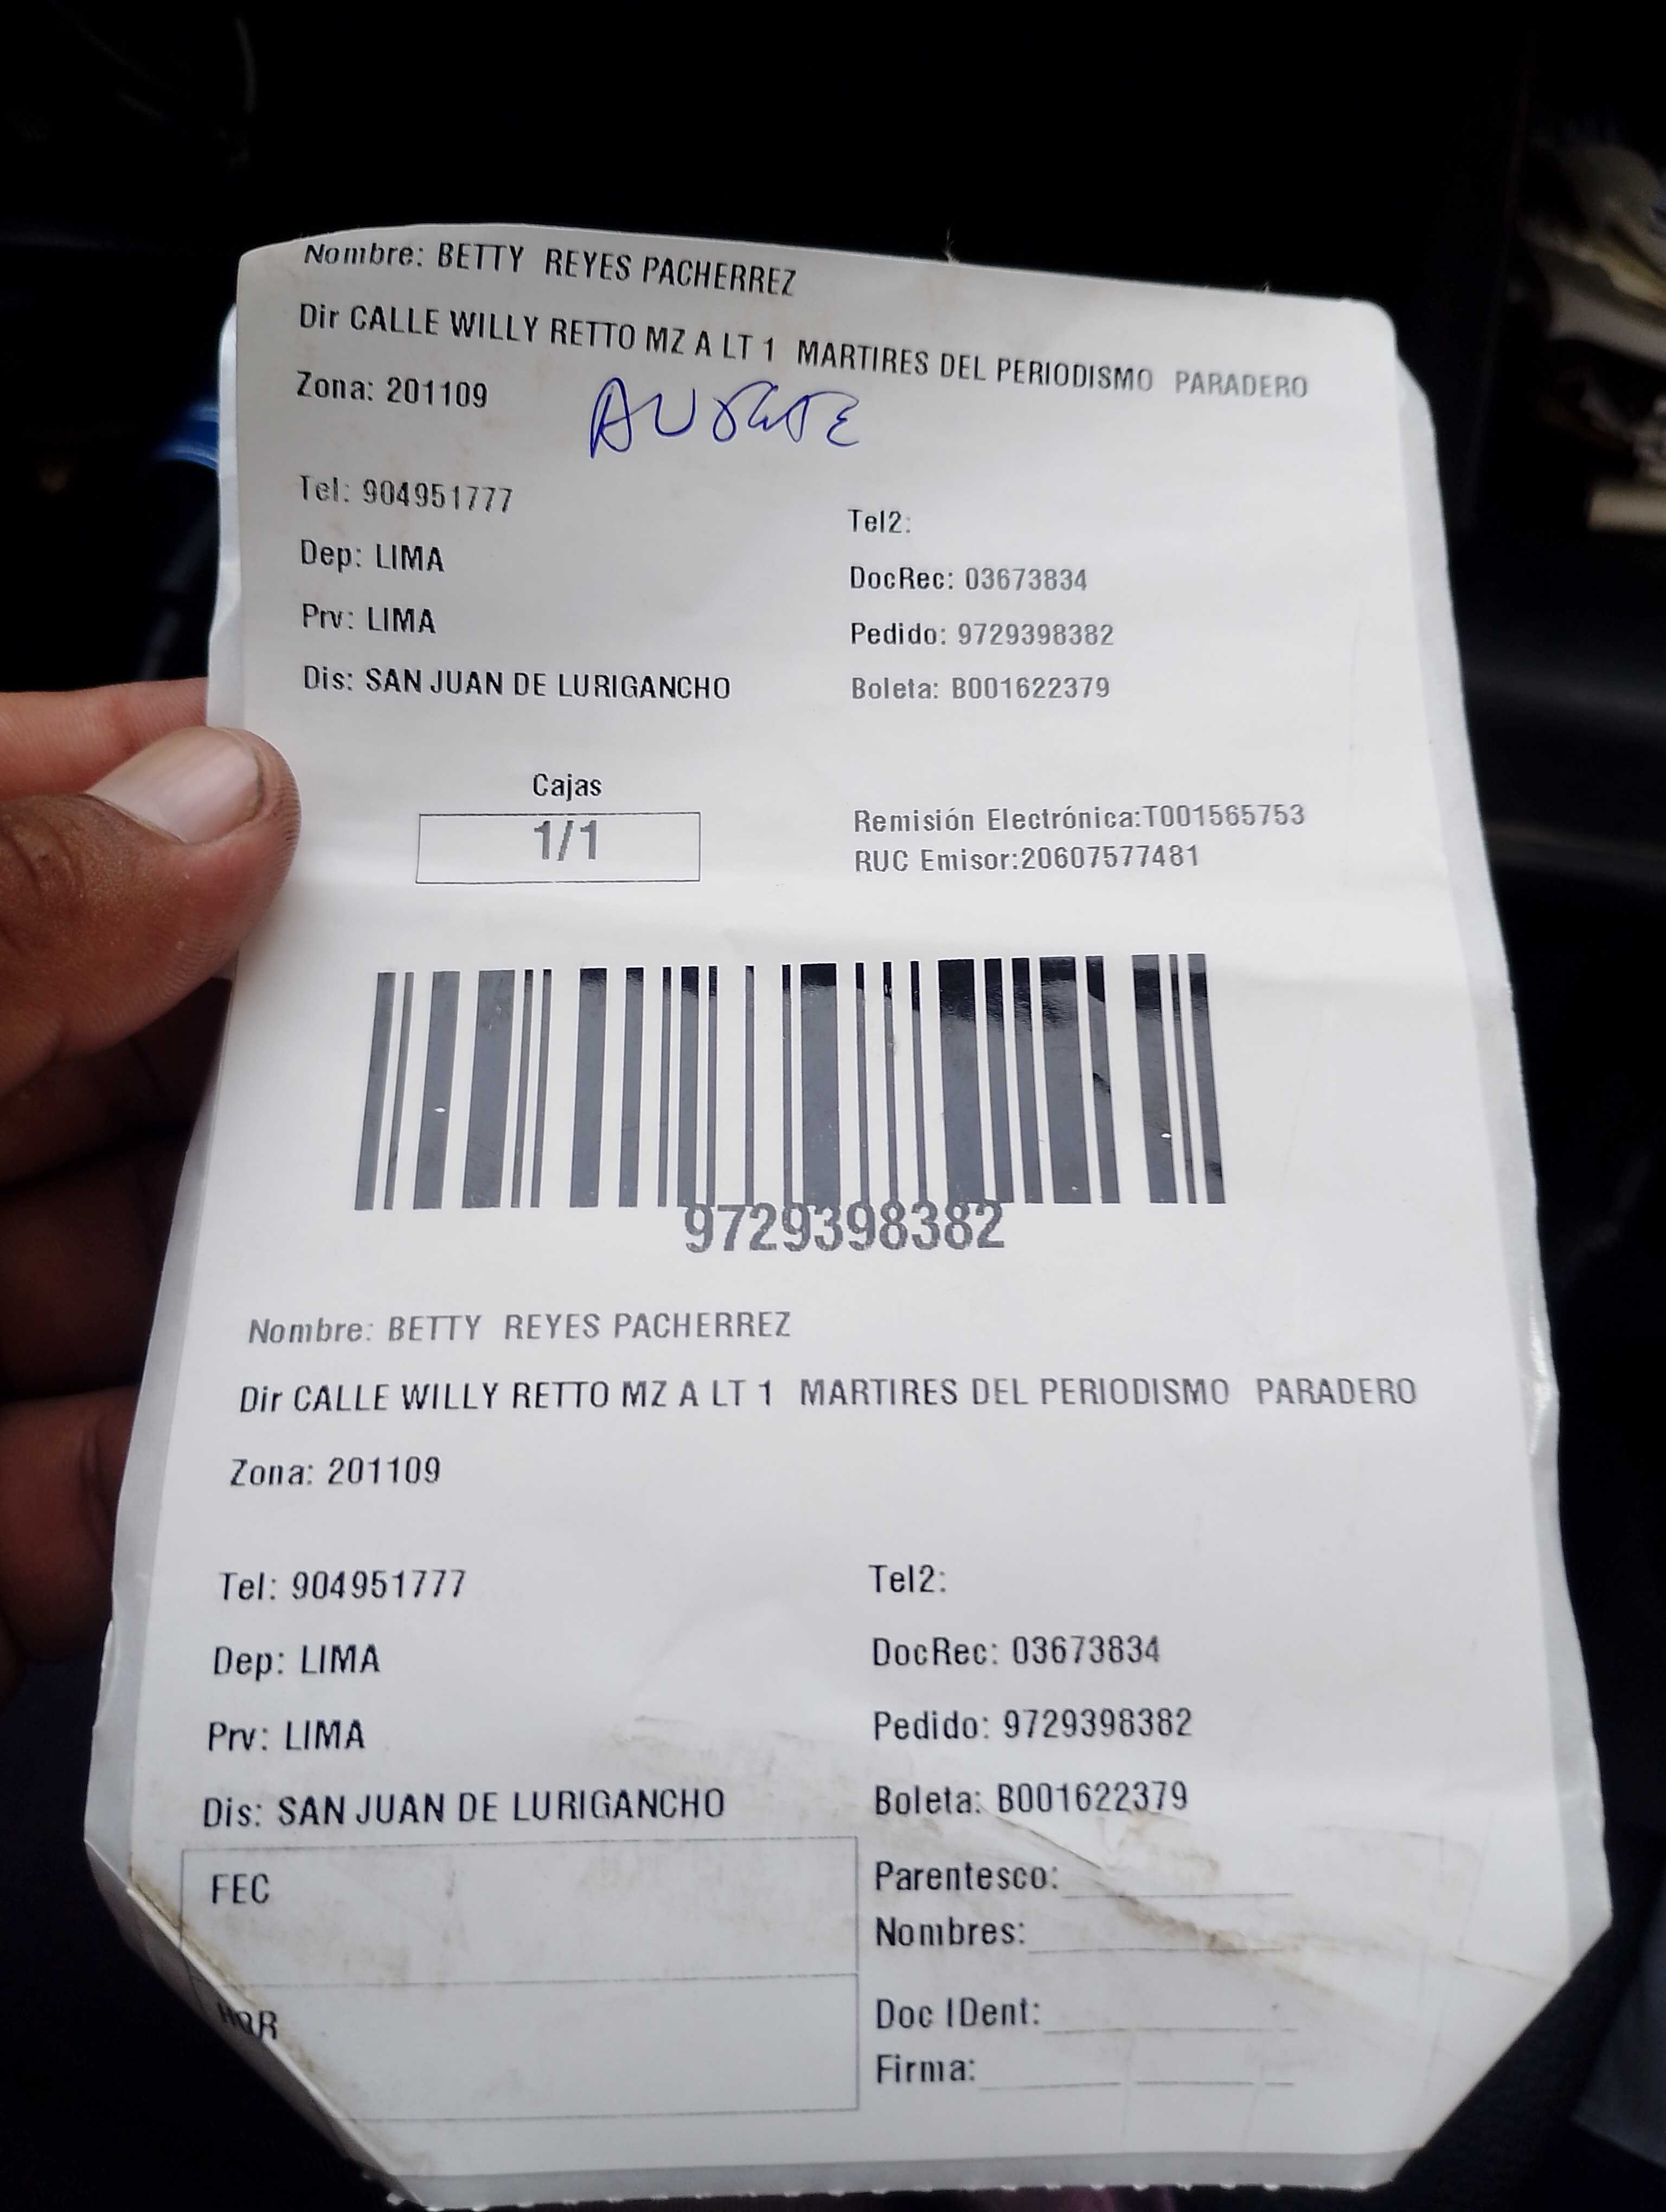 Nombre: BETTY REYES PACHERREZ
Dir CALLE WILLY RETTO MZ A LT 1 MARTIRES DEL PERIODISMO PARADERO
Zona: 201109
Tel: 904951777
Tel2:
Dep: LIMA
DocRec: 03673834
Prv: LIMA
Pedido: 9729398382
Dis: SAN JUAN DE LURIGANCHO
Boleta: B001622379
Cajas
1/1
Remisión Electrónica:T001565753
RUC Emisor:20607577481
9729398382
Nombre: BETTY REYES PACHERREZ
Dir CALLE WILLY RETTO MZ A LT 1 MARTIRES DEL PERIODISMO PARADERO
Zona: 201109
Tel: 904951777
Tel2:
Dep: LIMA
DocRec: 03673834
Prv: LIMA
Pedido: 9729398382
Dis: SAN JUAN DE LURIGANCHO
Boleta: B001622379
FEC
Parentesco:
Nombres:
HOR
Doc IDent:
Firma: